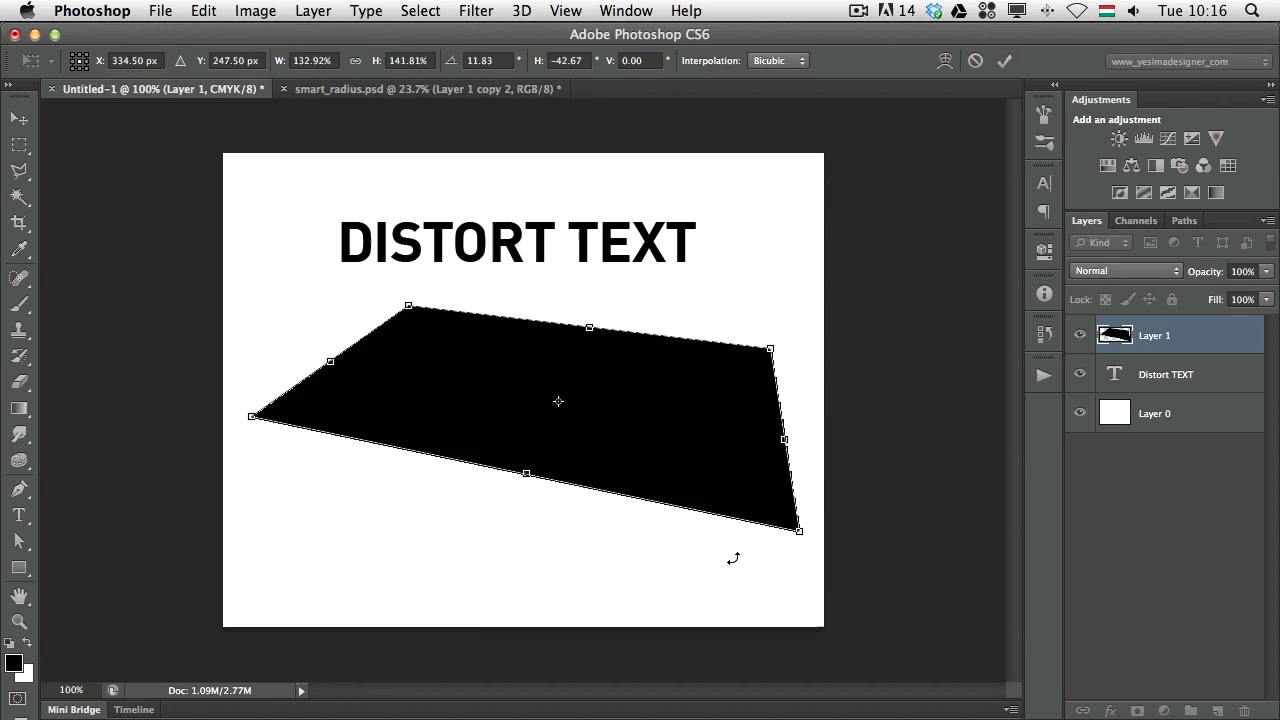 Photoshop File Edit Image Layer Type Select Filter 3D View Window Help 14 Tue 10:16
Adobe Photoshop CS6
X: 334.50 px Y: 247.50 px W: 132.92% H: 141.81% 11.83 ° H: -42.67 ° V: 0.00 ° Interpolation: Bicubic www_yesimadesigner_com
Untitled-1 @ 100% (Layer 1, CMYK/8) * smart_radius.psd @ 23.7% (Layer 1 copy 2, RGB/8) *
Adjustments
Add an adjustment
DISTORT TEXT
Layers Channels Paths
Kind
Normal Opacity: 100%
Lock: Fill: 100%
Layer 1
Distort TEXT
Layer 0
100% Doc: 1.09M/2.77M
Mini Bridge Timeline